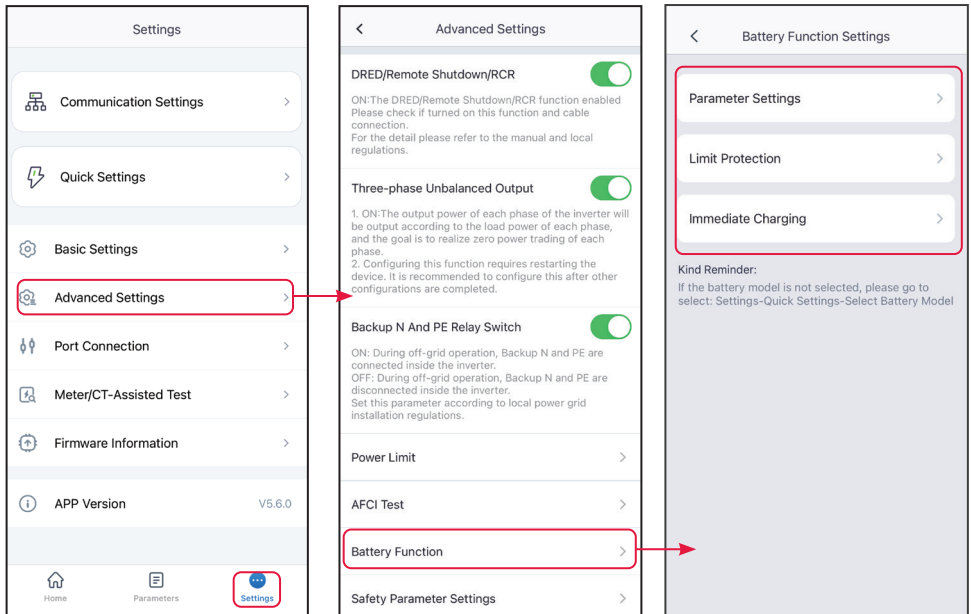 Settings
Communication Settings
Quick Settings
Basic Settings
Advanced Settings
Port Connection
Meter/CT-Assisted Test
Firmware Information
APP Version V5.6.0
Home Parameters Settings
Advanced Settings
DRED/Remote Shutdown/RCR
ON:The DRED/Remote Shutdown/RCR function enabled
Please check if turned on this function and cable
connection.
For the detail please refer to the manual and local
regulations.
Three-phase Unbalanced Output
1. ON:The output power of each phase of the inverter will
be output according to the load power of each phase,
and the goal is to realize zero power trading of each
phase.
2. Configuring this function requires restarting the
device. It is recommended to configure this after other
configurations are completed.
Backup N And PE Relay Switch
ON: During off-grid operation, Backup N and PE are
connected inside the inverter.
OFF: During off-grid operation, Backup N and PE are
disconnected inside the inverter.
Set this parameter according to local power grid
installation regulations.
Power Limit
AFCI Test
Battery Function
Safety Parameter Settings
Battery Function Settings
Parameter Settings
Limit Protection
Immediate Charging
Kind Reminder:
If the battery model is not selected, please go to
select: Settings-Quick Settings-Select Battery Model